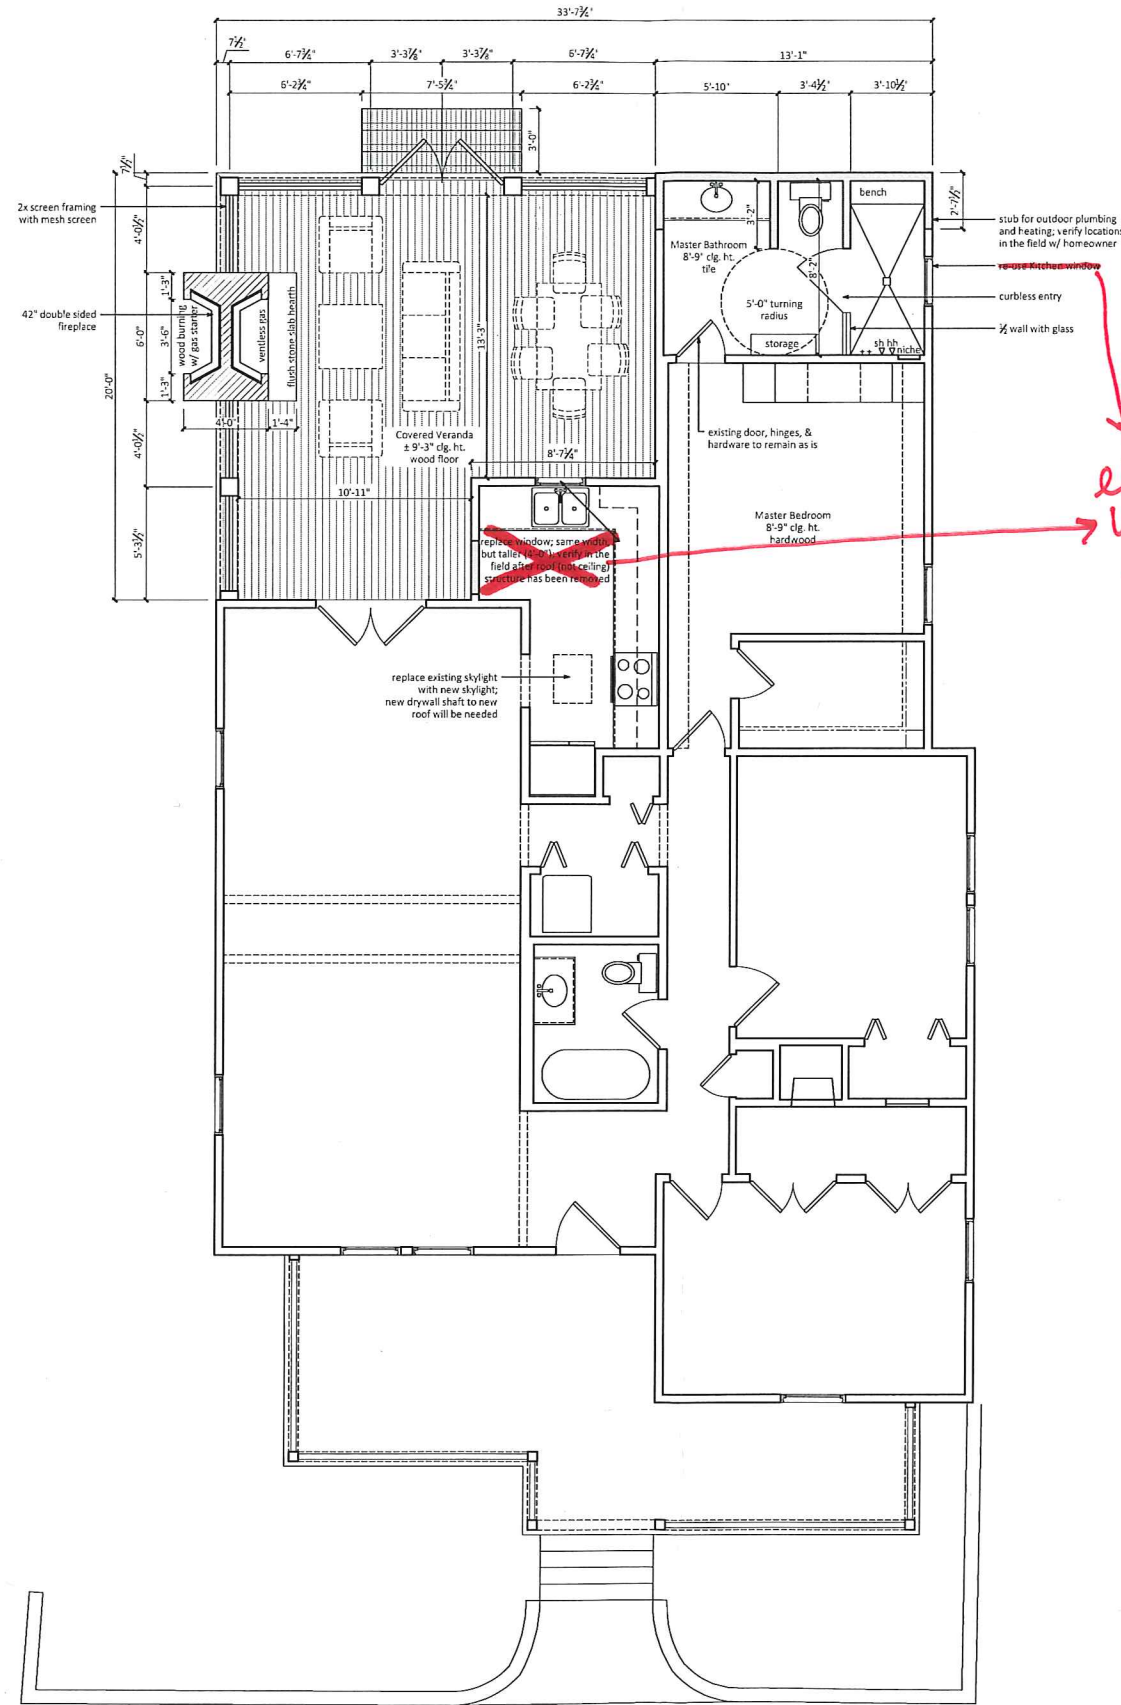 33'-7¾"
7½"
6'-7¾"
3'-3⅞"
3'-3⅞"
6'-7¾"
13'-1"
6'-2¾"
7'-5¾"
6'-2¾"
5'-10"
3'-4½"
3'-10½"
3'-0"
7½"
2'-7½"
2x screen framing
with mesh screen
4'-0½"
3'-2"
bench
stub for outdoor plumbing
and heating; verify locations
in the field w/ homeowner
Master Bathroom
8'-9" clg. ht.
tile
8'-2"
re-use Kitchen window
curbless entry
5'-0" turning
radius
½ wall with glass
storage
sh hh
niche
42" double sided
fireplace
1'-3"
6'-0"
3'-6"
1'-3"
wood burning
w/ gas starter
ventless gas
flush stone slab hearth
13'-3"
20'-0"
4'-0"
1'-4"
4'-0½"
Covered Veranda
± 9'-3" clg. ht.
wood floor
8'-7¼"
existing door, hinges, &
hardware to remain as is
10'-11"
5'-3½"
Master Bedroom
8'-9" clg. ht.
hardwood
replace window; same width,
but taller (4'-0"); verify in the
field after roof (not ceiling)
structure has been removed
replace existing skylight
with new skylight;
new drywall shaft to new
roof will be needed